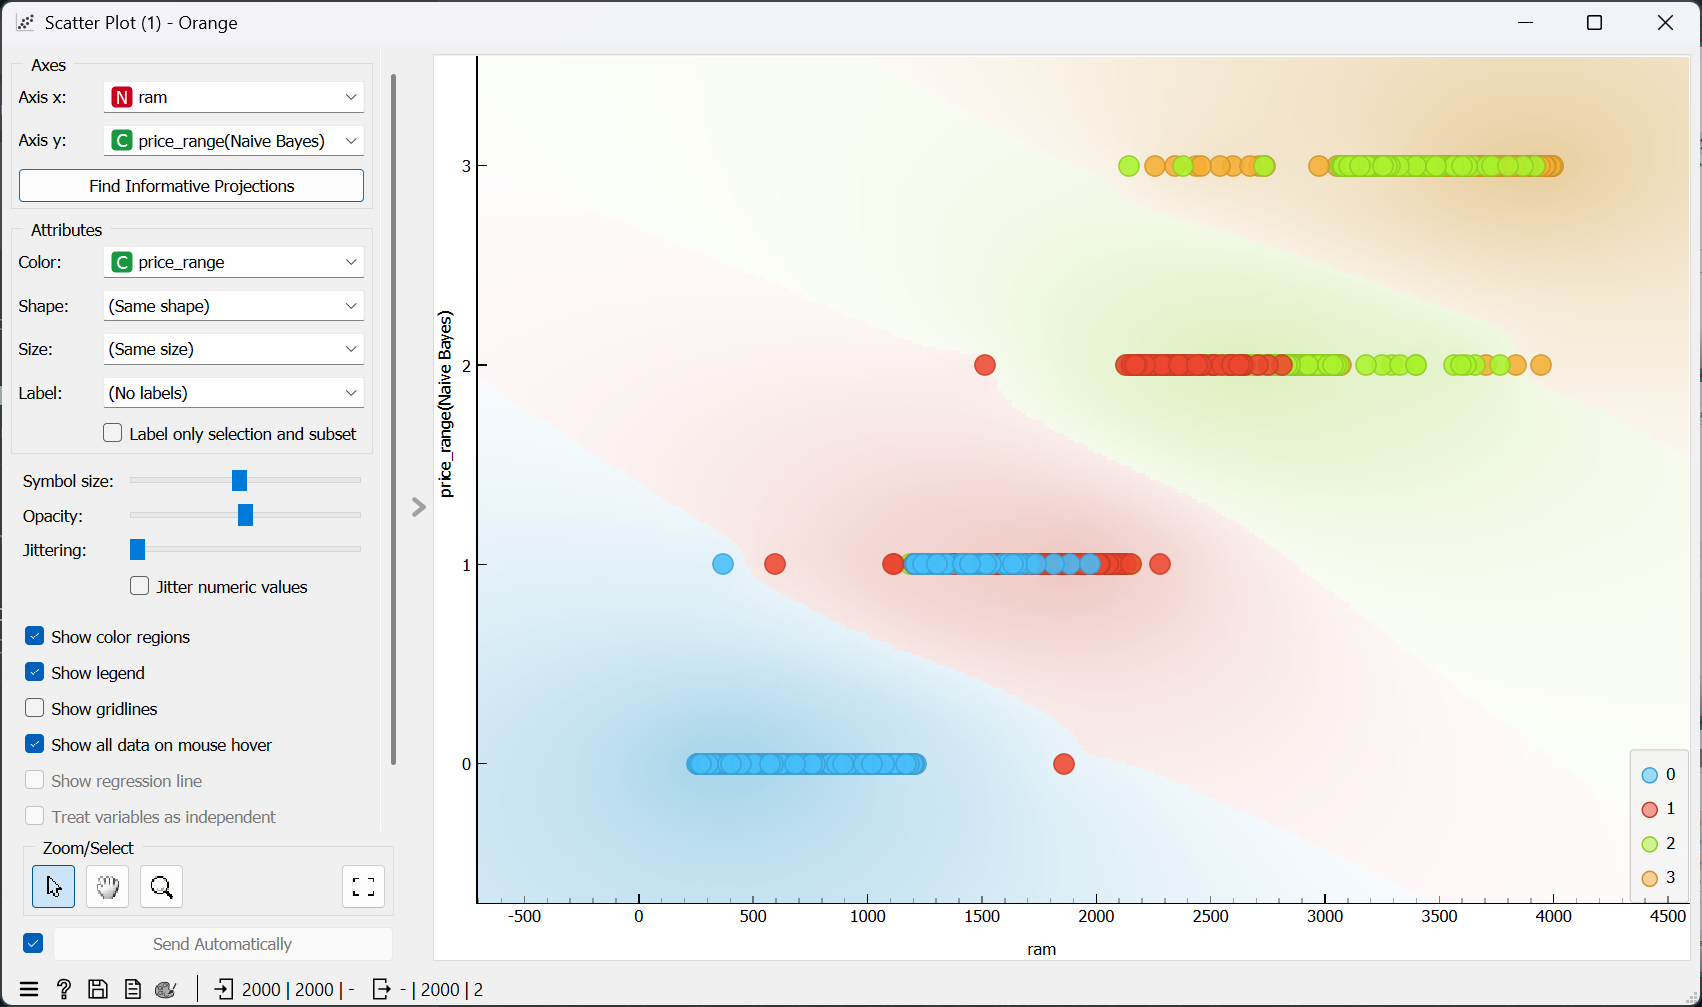 Scatter Plot (1) - Orange
Axes
Axis x: N ram
Axis y: C price_range(Naive Bayes)
Find Informative Projections
Attributes
Color: C price_range
Shape: (Same shape)
Size: (Same size)
Label: (No labels)
Label only selection and subset
Symbol size:
Opacity:
Jittering:
Jitter numeric values
Show color regions
Show legend
Show gridlines
Show all data on mouse hover
Show regression line
Treat variables as independent
Zoom/Select
Send Automatically
2000 | 2000 | - - | 2000 | 2
price_range(Naive Bayes)
3
2
1
0
-500 0 500 1000 1500 2000 2500 3000 3500 4000 4500
ram
0
1
2
3